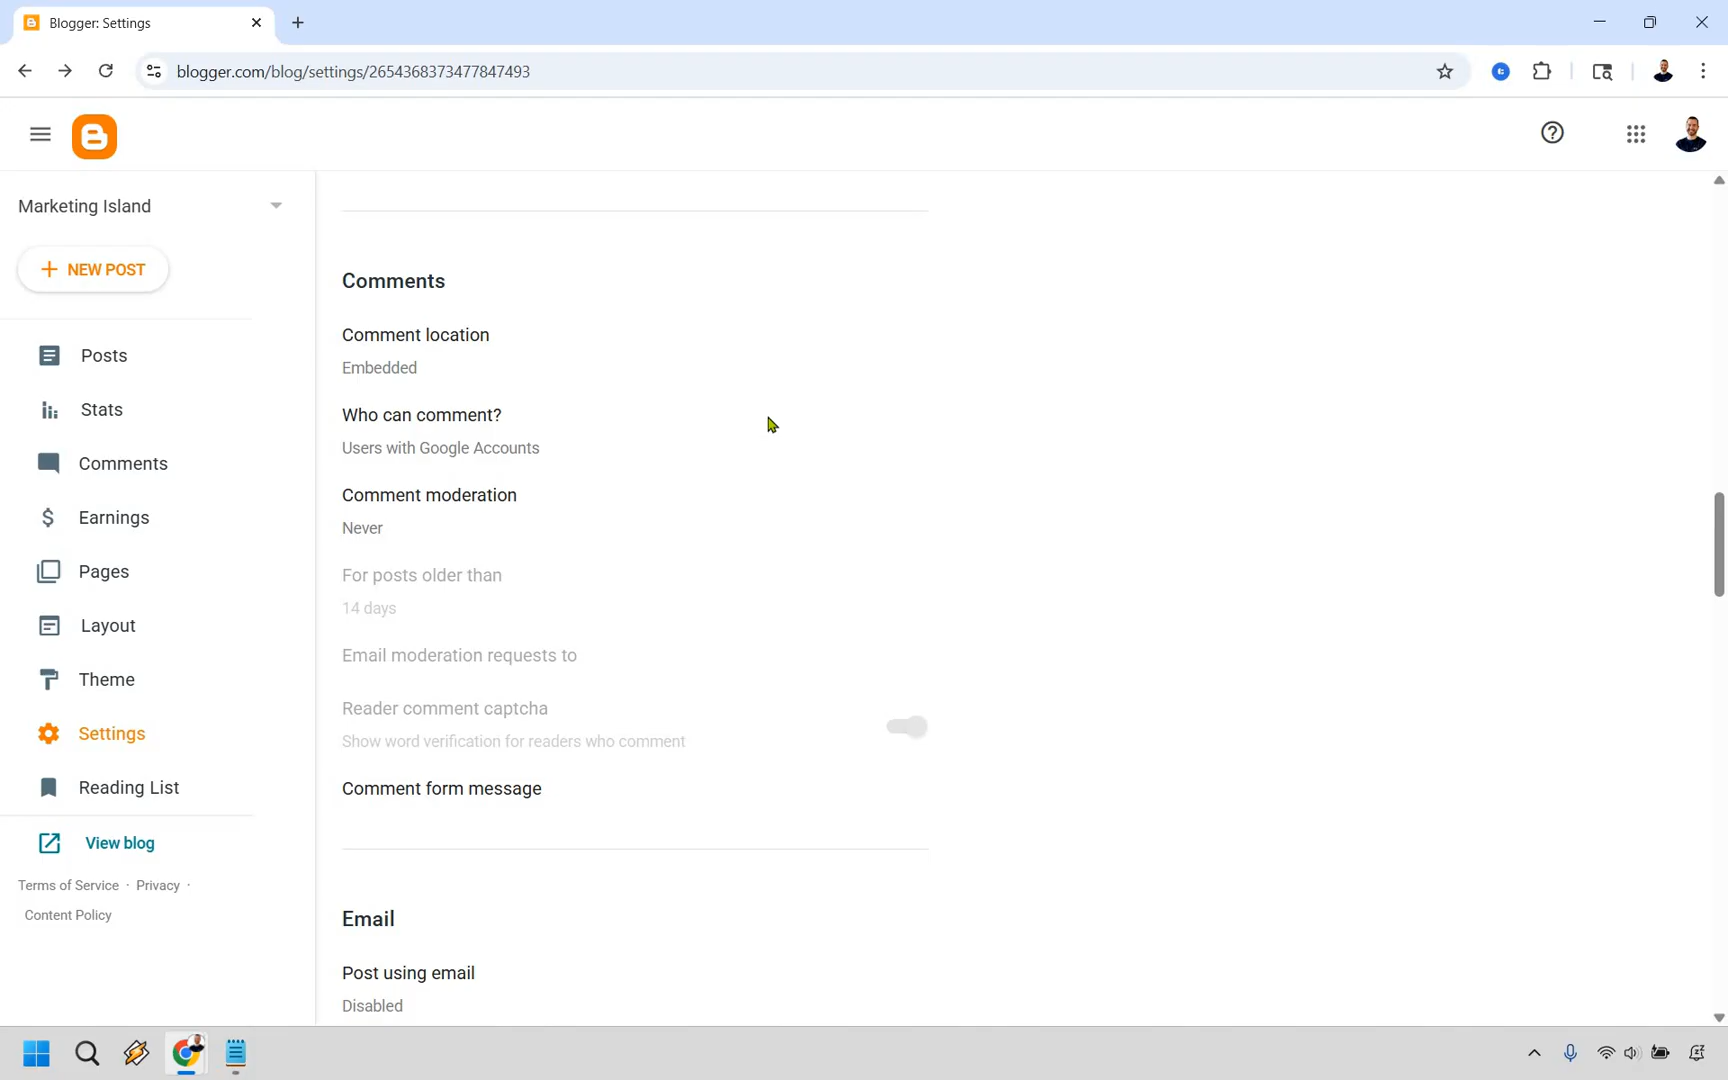 Blogger: Settings
blogger.com/blog/settings/2654368373477847493
Marketing Island
NEW POST
Posts
Stats
Comments
Earnings
Pages
Layout
Theme
Settings
Reading List
View blog
Terms of Service · Privacy ·
Content Policy
Comments
Comment location
Embedded
Who can comment?
Users with Google Accounts
Comment moderation
Never
For posts older than
14 days
Email moderation requests to
Reader comment captcha
Show word verification for readers who comment
Comment form message
Email
Post using email
Disabled